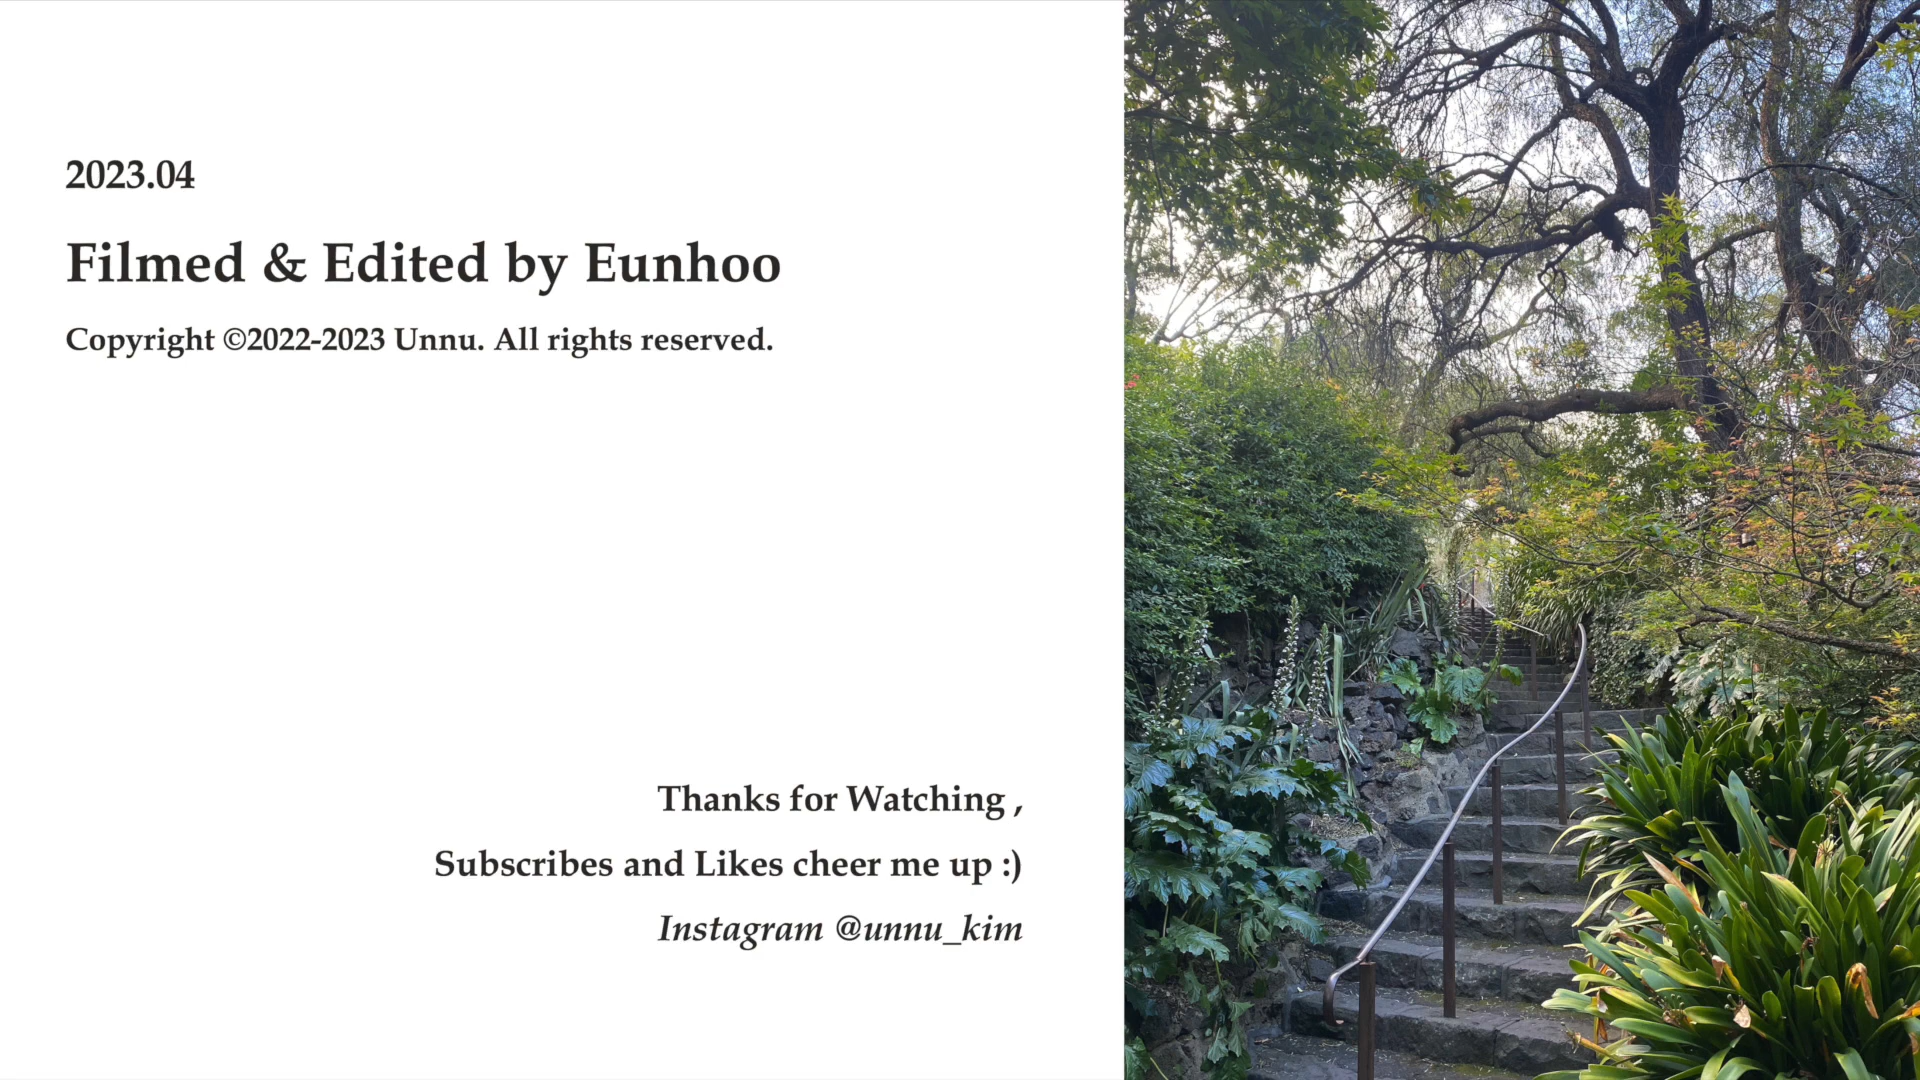 2023.04
Filmed & Edited by Eunhoo
Copyright ©2022-2023 Unnu. All rights reserved.
Thanks for Watching ,
Subscribes and Likes cheer me up :)
Instagram @unnu_kim